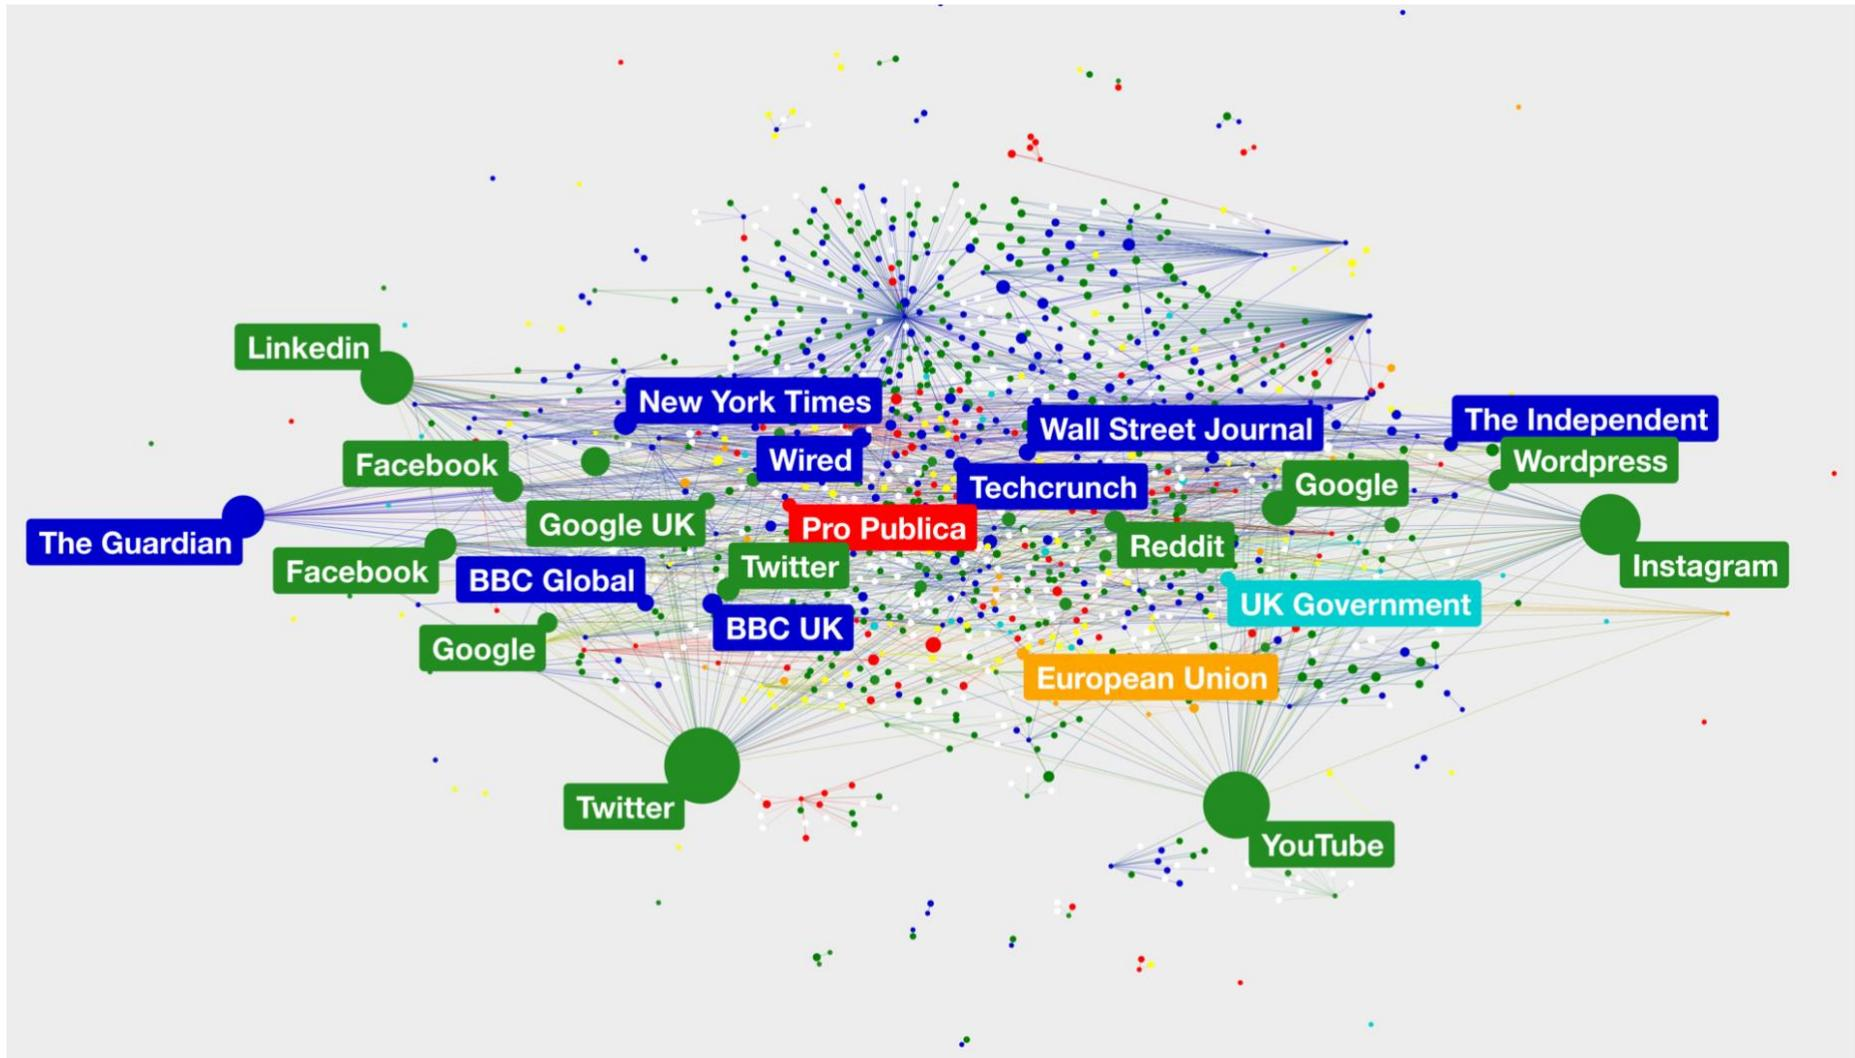 Linkedin
New York Times
Wall Street Journal
The Independent
Wired
Facebook
Wordpress
Techcrunch
Google
Google UK
Pro Publica
The Guardian
Reddit
Twitter
Instagram
Facebook
BBC Global
UK Government
BBC UK
Google
European Union
Twitter
YouTube